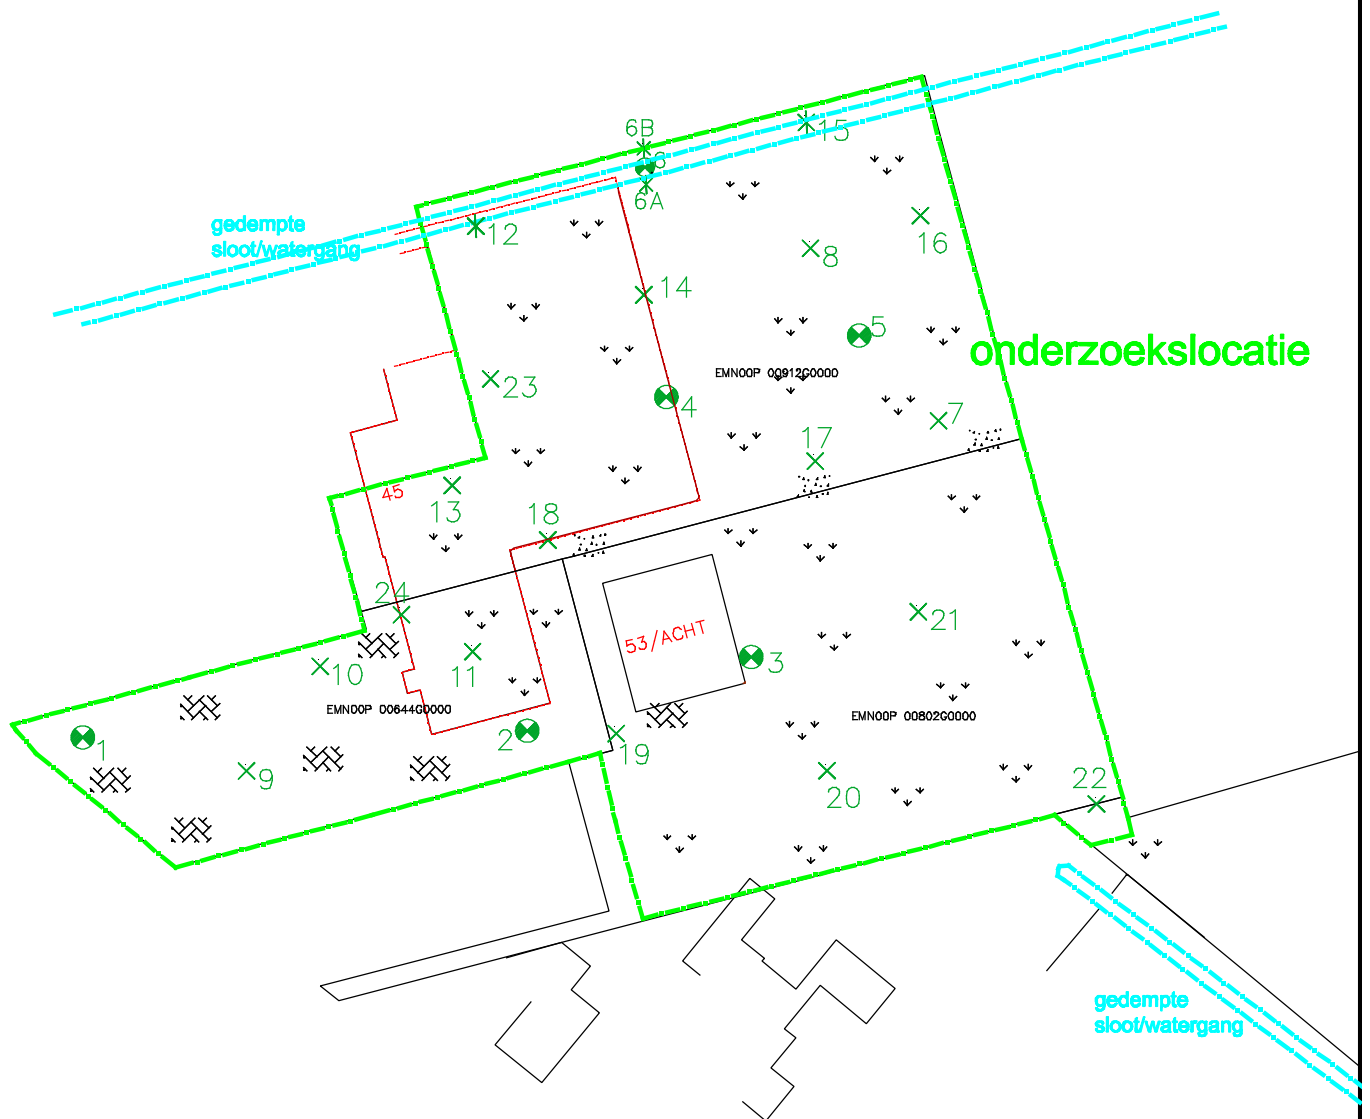 6B
15
6
6A
gedempte
sloot/watergang
12
16
8
14
5
onderzoekslocatie
EMN00P 00912G0000
23
4
7
17
45
13
18
24
21
53/ACHT
11
10
3
EMN00P 00644G0000
EMN00P 00802G0000
1
2
19
9
20
22
gedempte
sloot/watergang